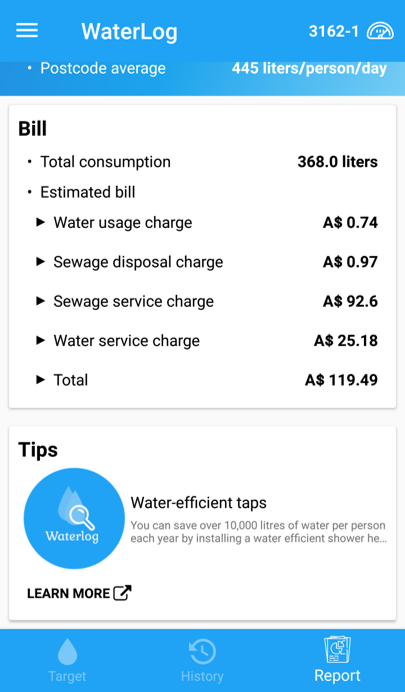 WaterLog 3162-1
• Postcode average 445 liters/person/day
Bill
• Total consumption 368.0 liters
• Estimated bill
▶ Water usage charge A$ 0.74
▶ Sewage disposal charge A$ 0.97
▶ Sewage service charge A$ 92.6
▶ Water service charge A$ 25.18
▶ Total A$ 119.49
Tips
Waterlog
Water-efficient taps
You can save over 10,000 litres of water per person
each year by installing a water efficient shower he...
LEARN MORE
Target History Report